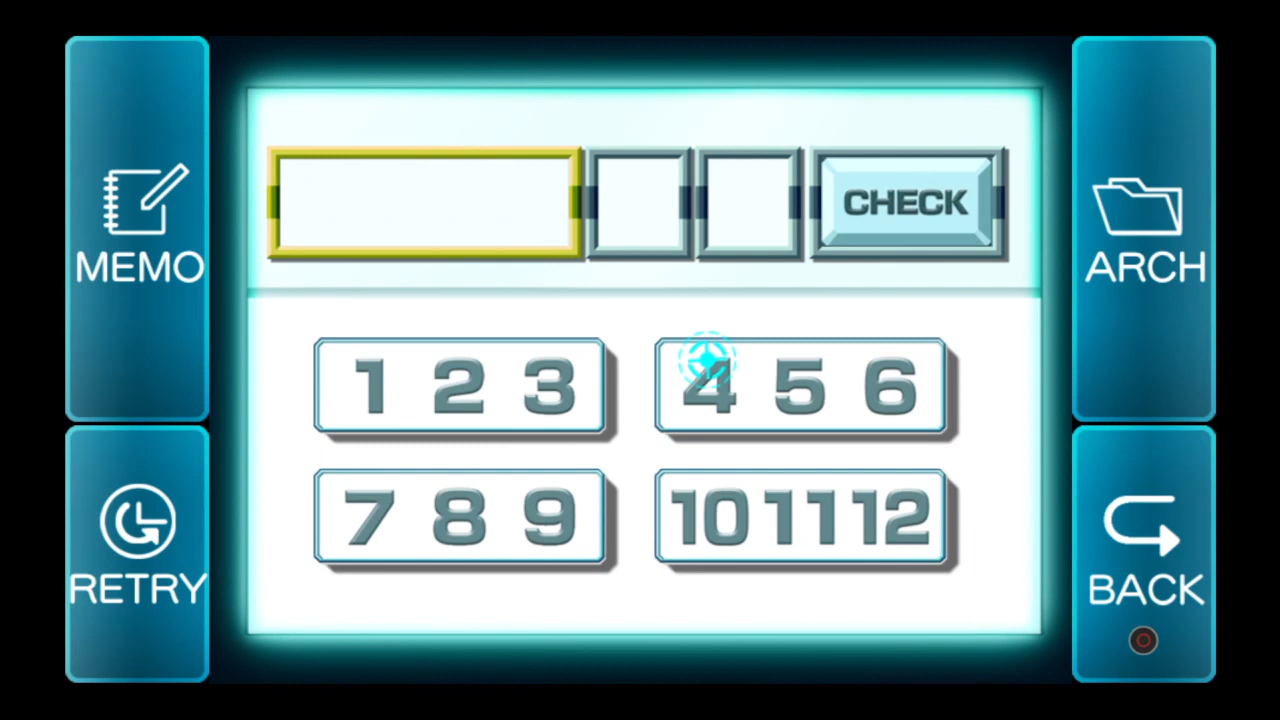 MEMO
ARCH
CHECK
1 2 3
4 5 6
7 8 9
10 11 12
RETRY
BACK